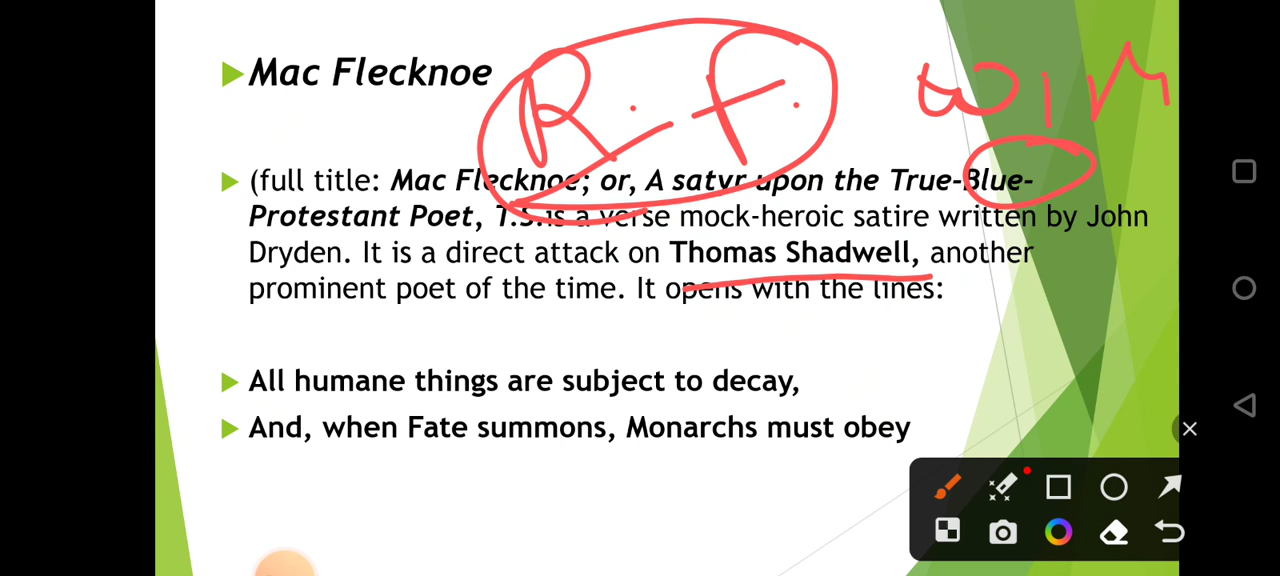 Mac Flecknoe
R. F.
(full title: Mac Flecknoe; or, A satyr upon the True-Blue-
Protestant Poet, T.S.is a verse mock-heroic satire written by John
Dryden. It is a direct attack on Thomas Shadwell, another
prominent poet of the time. It opens with the lines:
All humane things are subject to decay,
And, when Fate summons, Monarchs must obey